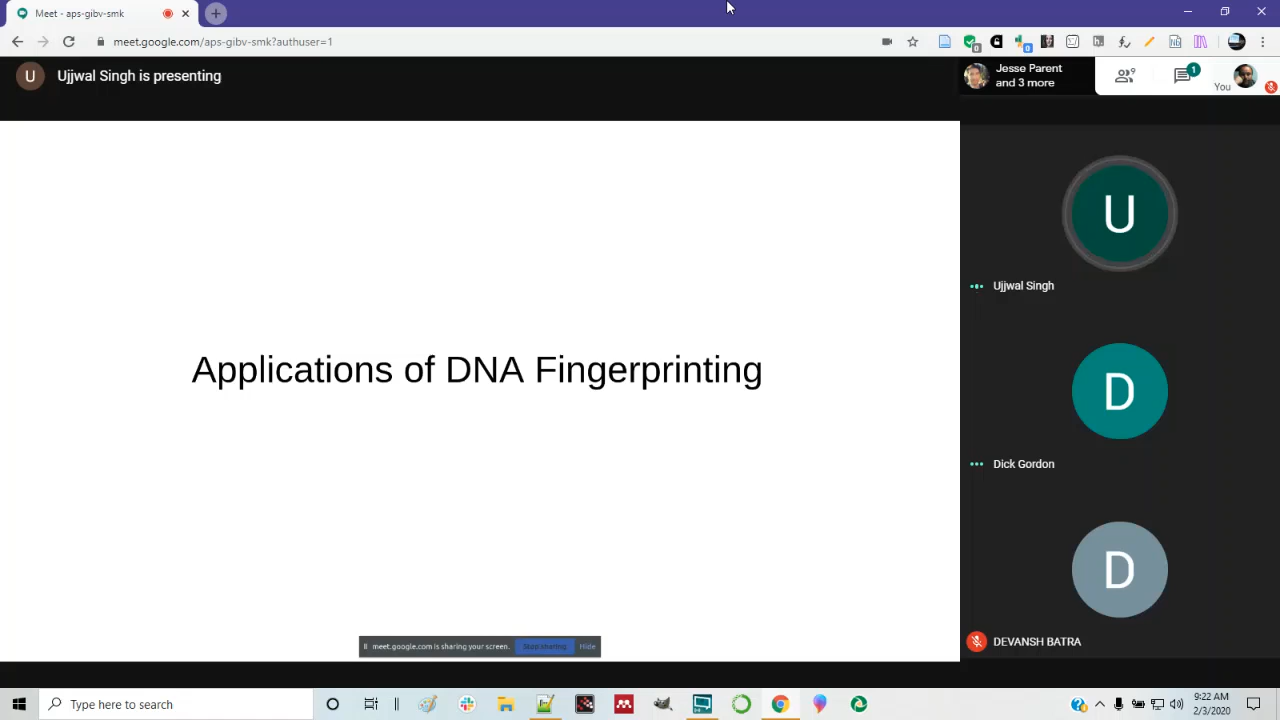 Meet - aps-gibv-smk
meet.google.com/aps-gibv-smk?authuser=1
U
Ujjwal Singh is presenting
Jesse Parent
and 3 more
9
1
You
Applications of DNA Fingerprinting
U
Ujjwal Singh
D
Dick Gordon
D
DEVANSH BATRA
meet.google.com is sharing your screen.
Stop sharing
Hide
Type here to search
9:22 AM
2/3/2020